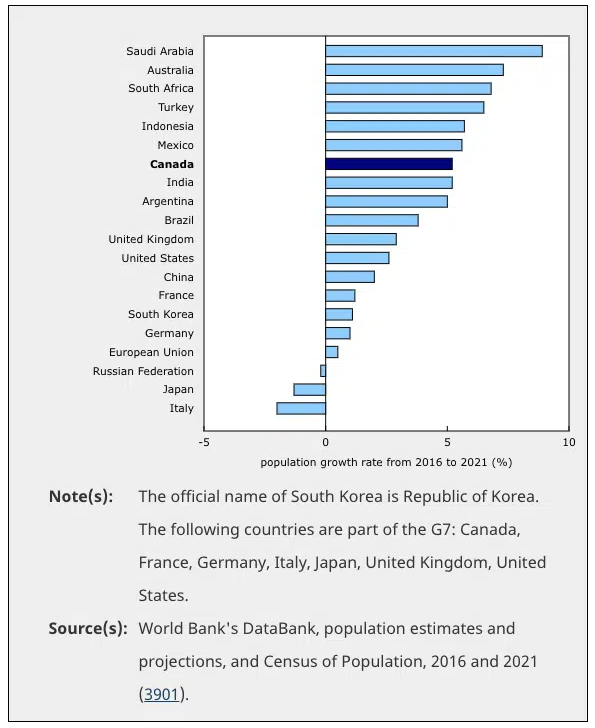 Saudi Arabia
Australia
South Africa
Turkey
Indonesia
Mexico
Canada
India
Argentina
Brazil
United Kingdom
United States
China
France
South Korea
Germany
European Union
Russian Federation
Japan
Italy
-5 0 5 10
population growth rate from 2016 to 2021 (%)
Note(s): The official name of South Korea is Republic of Korea.
The following countries are part of the G7: Canada,
France, Germany, Italy, Japan, United Kingdom, United
States.
Source(s): World Bank's DataBank, population estimates and
projections, and Census of Population, 2016 and 2021
(3901).